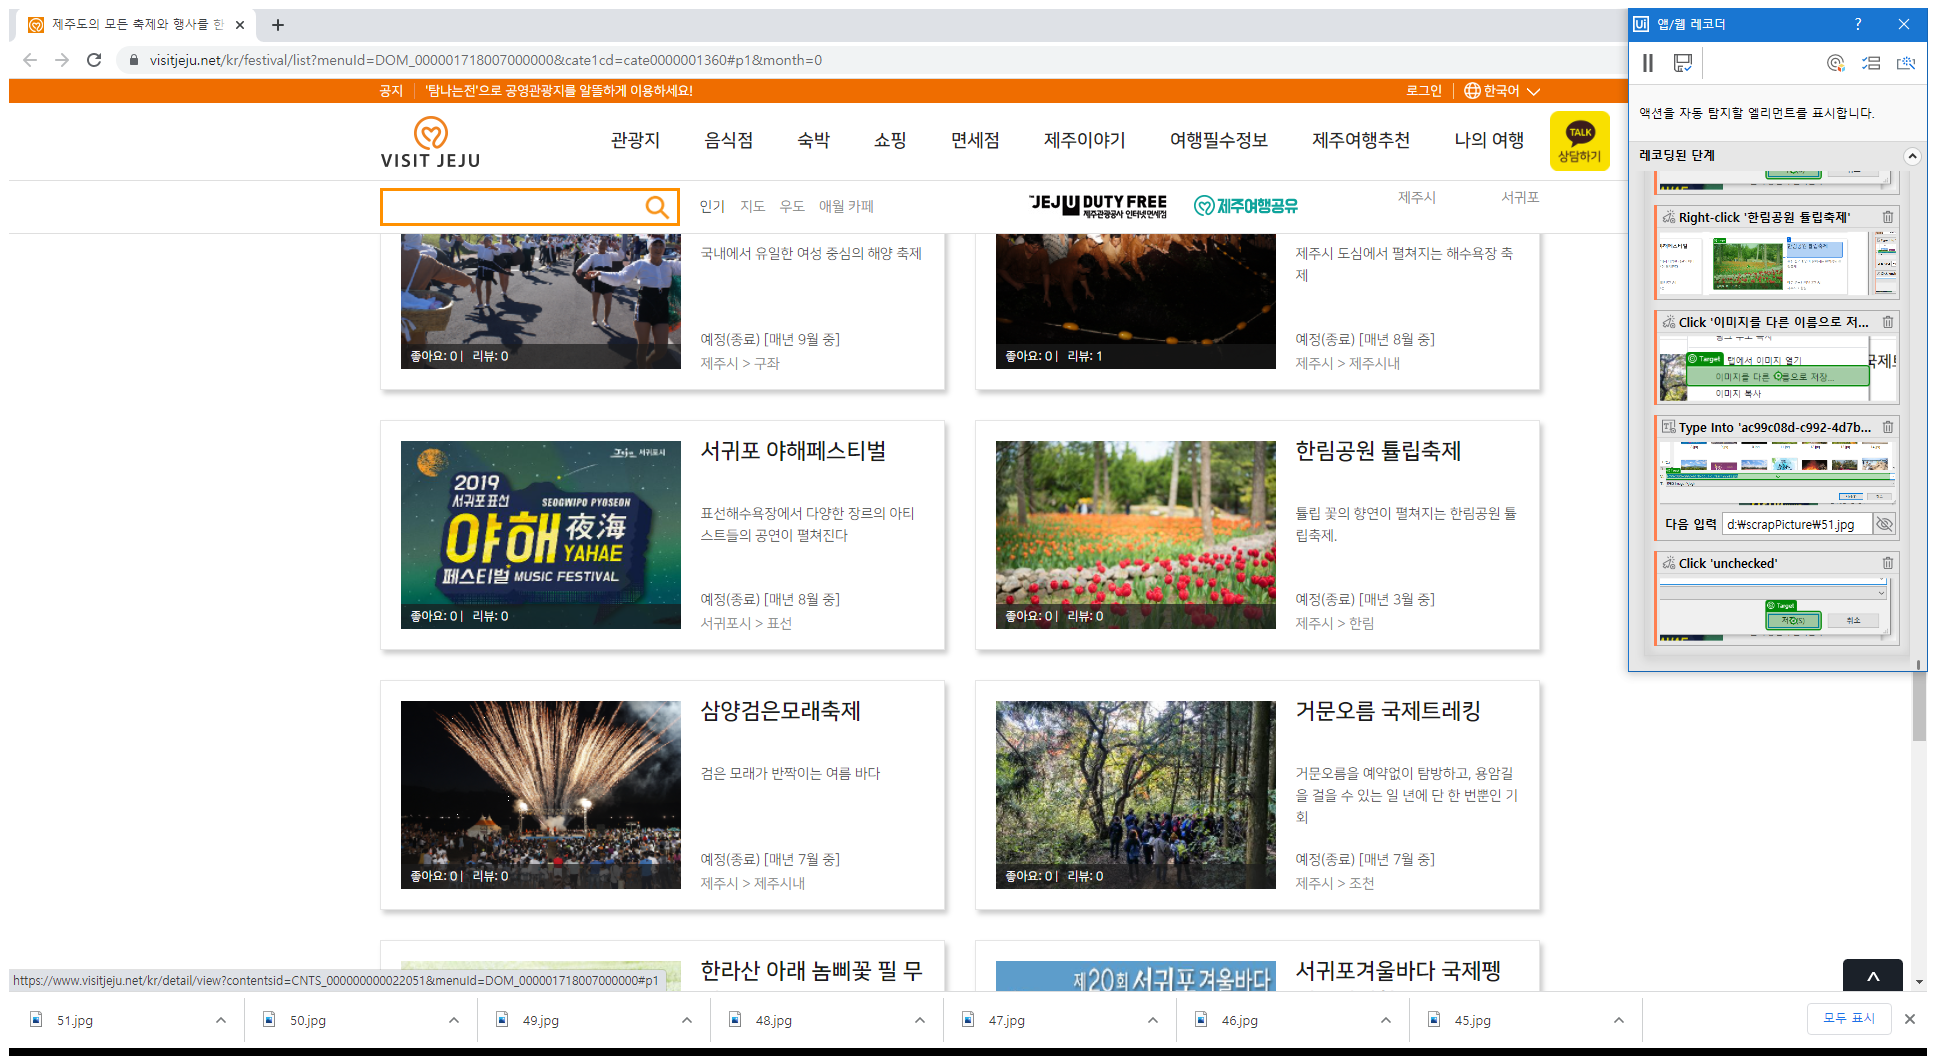 제주도의 모든 축제와 행사를 한
visitjeju.net/kr/festival/list?menuId=DOM_000001718007000000&cate1cd=cate0000001360#p1&month=0
공지 '탐나는전'으로 공영관광지를 알뜰하게 이용하세요!
로그인 한국어
VISIT JEJU
관광지 음식점 숙박 쇼핑 면세점 제주이야기 여행필수정보 제주여행추천 나의 여행
TALK
상담하기
인기 지도 우도 애월 카페
JEJU DUTY FREE
제주관광공사 인터넷면세점
제주여행공유
제주시 서귀포
국내에서 유일한 여성 중심의 해양 축제
예정(종료) [매년 9월 중]
제주시 > 구좌
좋아요: 0 | 리뷰: 0
제주시 도심에서 펼쳐지는 해수욕장 축
제
예정(종료) [매년 8월 중]
제주시 > 제주시내
좋아요: 0 | 리뷰: 1
Jeju 서귀포시
2019
서귀포표선
SEOGWIPO PYOSEON
야해 夜海
YAHAE
페스티벌 MUSIC FESTIVAL
좋아요: 0 | 리뷰: 0
서귀포 야해페스티벌
표선해수욕장에서 다양한 장르의 아티
스트들의 공연이 펼쳐진다
예정(종료) [매년 8월 중]
서귀포시 > 표선
좋아요: 0 | 리뷰: 0
한림공원 튤립축제
튤립 꽃의 향연이 펼쳐지는 한림공원 튤
립축제.
예정(종료) [매년 3월 중]
제주시 > 한림
좋아요: 0 | 리뷰: 0
삼양검은모래축제
검은 모래가 반짝이는 여름 바다
예정(종료) [매년 7월 중]
제주시 > 제주시내
좋아요: 0 | 리뷰: 0
거문오름 국제트레킹
거문오름을 예약없이 탐방하고, 용암길
을 걸을 수 있는 일 년에 단 한 번뿐인 기
회
예정(종료) [매년 7월 중]
제주시 > 조천
한라산 아래 놈삐꽃 필 무
제20회 서귀포겨울바다
서귀포겨울바다 국제펭
https://www.visitjeju.net/kr/detail/view?contentsid=CNTS_000000000022051&menuId=DOM_000001718007000000#p1
51.jpg 50.jpg 49.jpg 48.jpg 47.jpg 46.jpg 45.jpg
모두 표시
Ui 앱/웹 레코더 ?
액션을 자동 탐지할 엘리먼트를 표시합니다.
레코딩된 단계
Right-click '한림공원 튤립축제'
한림공원 튤립축제
Click '이미지를 다른 이름으로 저...
Target 탭에서 이미지 열기
이미지를 다른 이름으로 저장...
이미지 복사
Type Into 'ac99c08d-c992-4d7b...
다음 입력 d:₩scrapPicture₩51.jpg
Click 'unchecked'
Target
저장(S) 취소